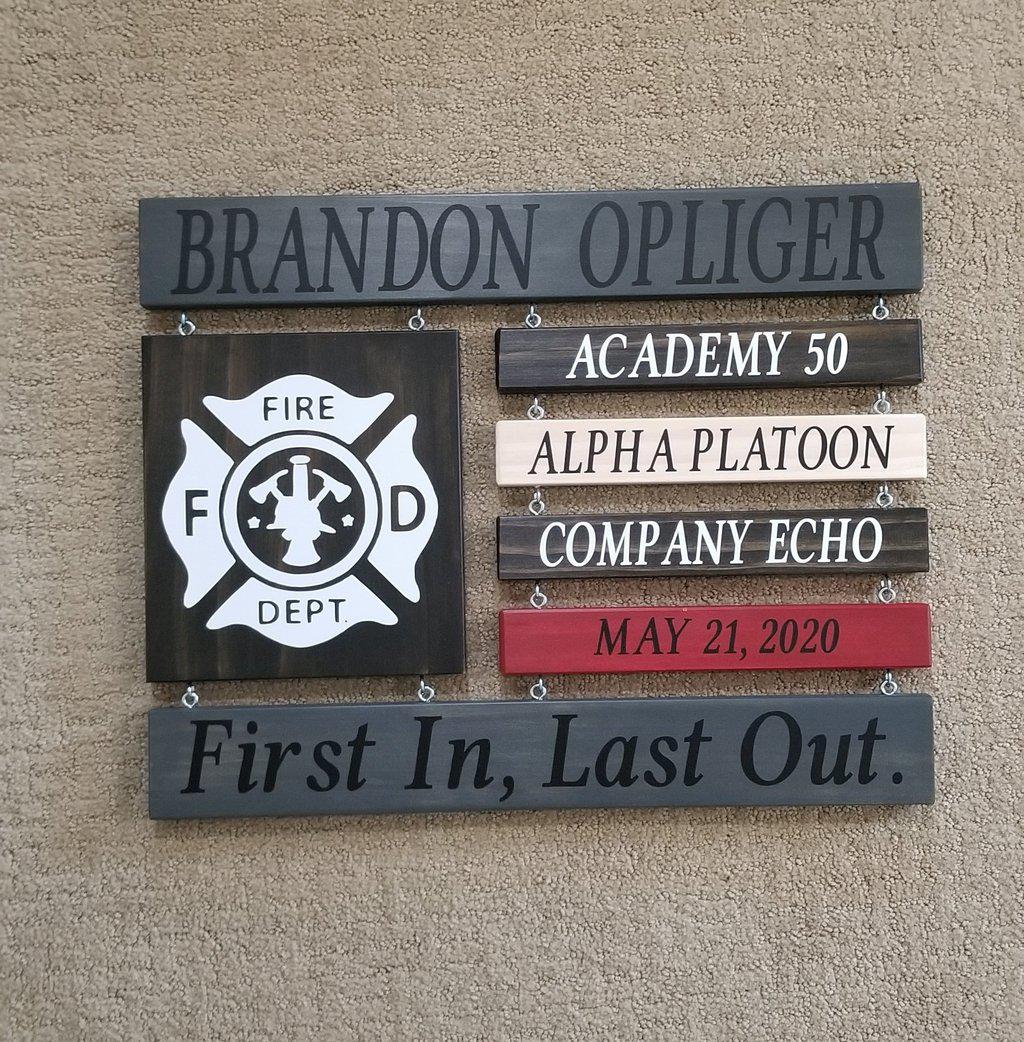 BRANDON OPLIGER
FIRE
F D
DEPT.
ACADEMY 50
ALPHA PLATOON
COMPANY ECHO
MAY 21, 2020
First In, Last Out.